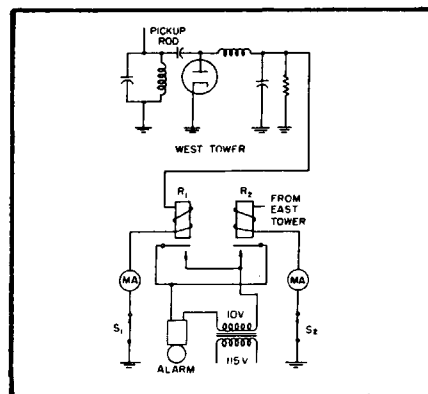 PICKUP
ROD
WEST TOWER
R1
R2
FROM
EAST
TOWER
MA
MA
S1
10V
S2
115V
ALARM